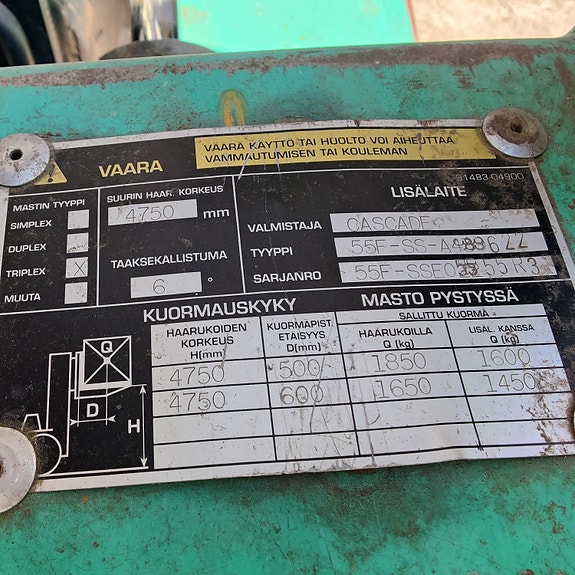 VAARA
VAARA KÄYTTÖ TAI HUOLTO VOI AIHEUTTAA
VAMMAUTUMISEN TAI KUOLEMAN
91483-04900
MASTIN TYYPPI
SIMPLEX
DUPLEX
TRIPLEX X
MUUTA
SUURIN HAAR. KORKEUS
4750 mm
TAAKSEKALLISTUMA
6 °
LISÄLAITE
VALMISTAJA CASCADE
TYYPPI
SARJANRO
KUORMAUSKYKY MASTO PYSTYSSÄ
HAARUKOIDEN
KORKEUS
H(mm)
KUORMAPIST.
ETÄISYYS
D(mm)
SALLITTU KUORMA
HAARUKOILLA
Q (kg)
LISÄL. KANSSA
Q (kg)
4750 500 1850 1600
4750 600 1650 1450
Q
D
H